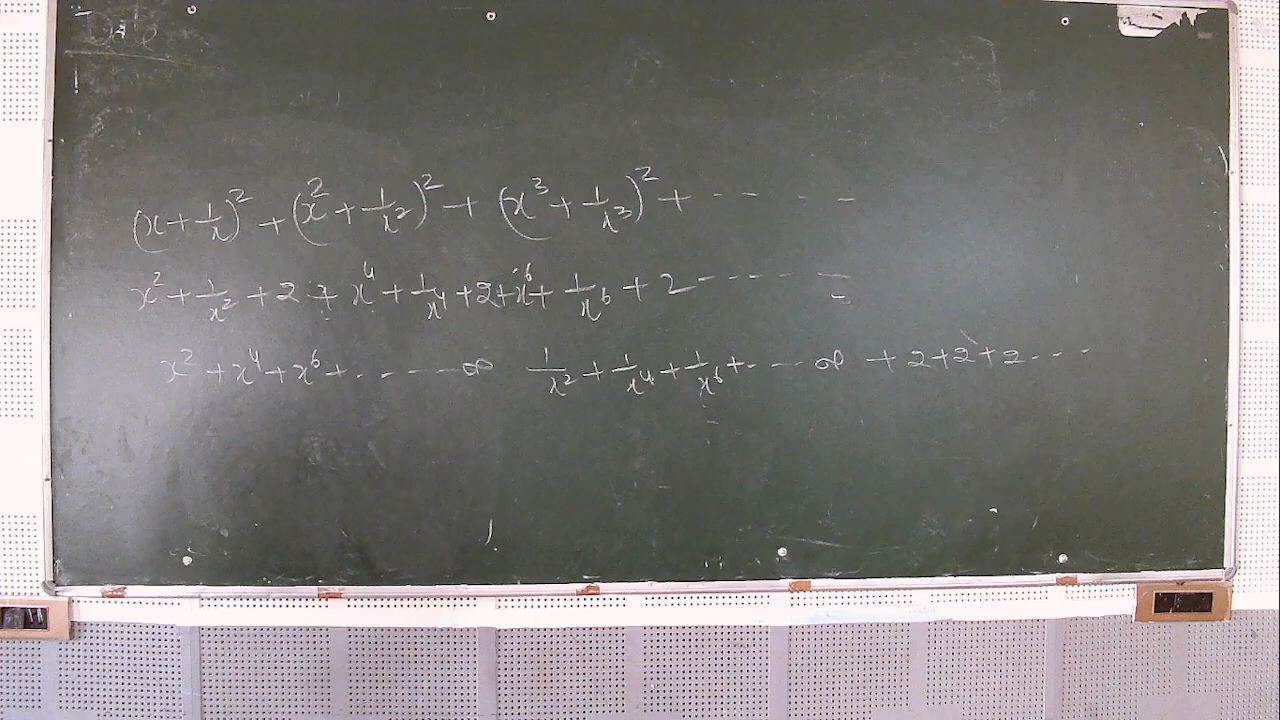 (x+1/x)² + (x²+1/x²)² + (x³+1/x³)² + -- - -
x² + 1/x² + 2 + x⁴ + 1/x⁴ + 2 + x⁶ + 1/x⁶ + 2 ---- -
x² + x⁴ + x⁶ + .. --- ∞ 1/x² + 1/x⁴ + 1/x⁶ + . -- ∞ + 2 + 2 + 2 ...